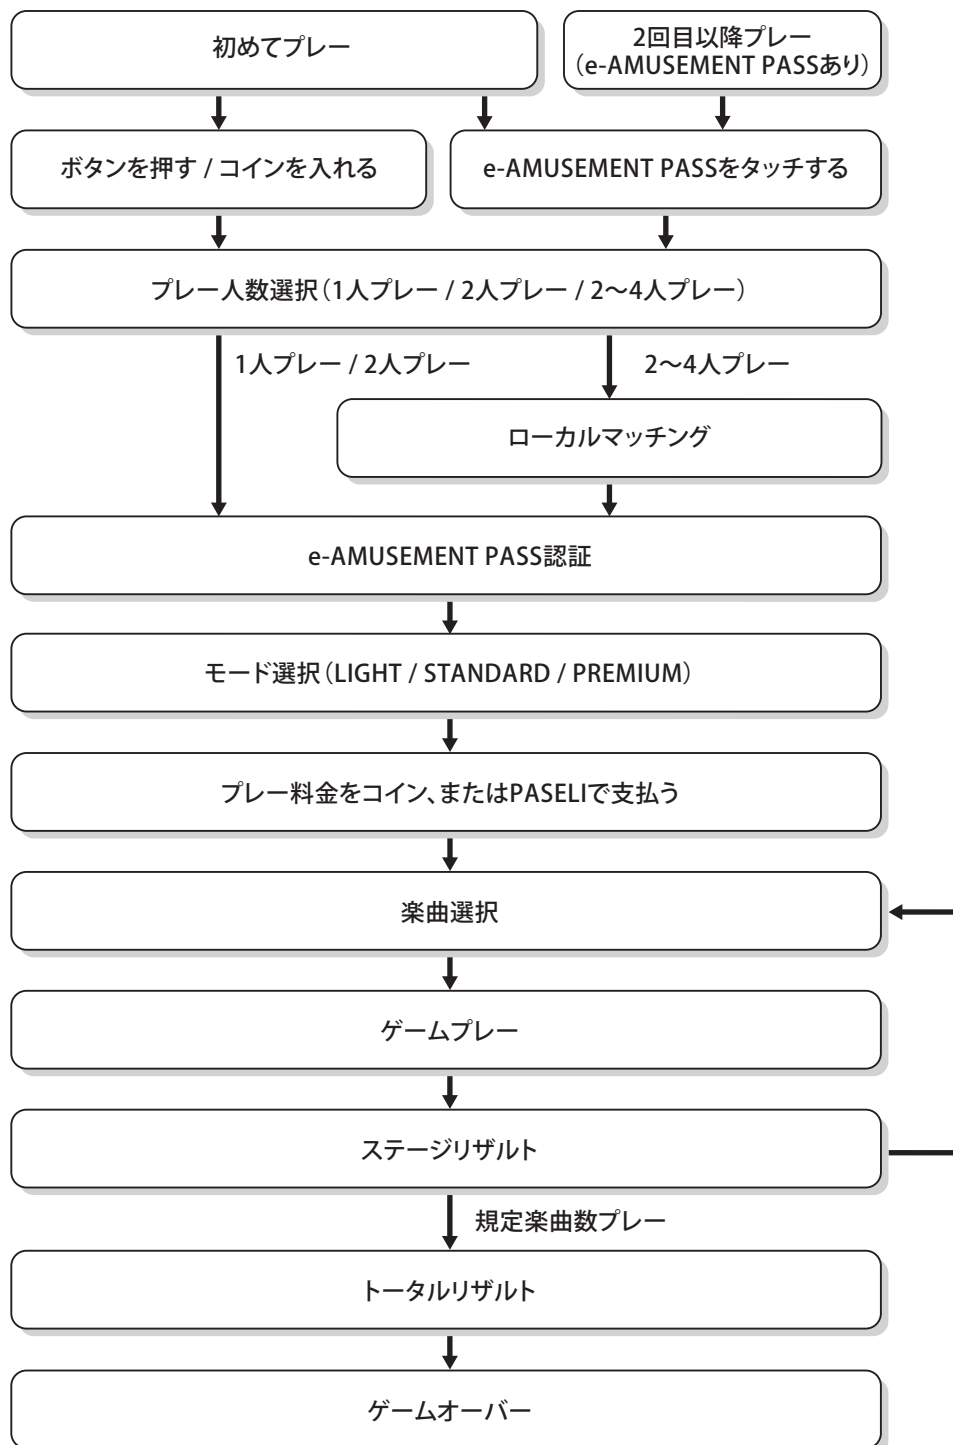 初めてプレー
2回目以降プレー
(e-AMUSEMENT PASSあり)
ボタンを押す / コインを入れる
e-AMUSEMENT PASSをタッチする
プレー人数選択(1人プレー / 2人プレー / 2～4人プレー)
1人プレー / 2人プレー
2～4人プレー
ローカルマッチング
e-AMUSEMENT PASS認証
モード選択(LIGHT / STANDARD / PREMIUM)
プレー料金をコイン、またはPASELIで支払う
楽曲選択
ゲームプレー
ステージリザルト
規定楽曲数プレー
トータルリザルト
ゲームオーバー